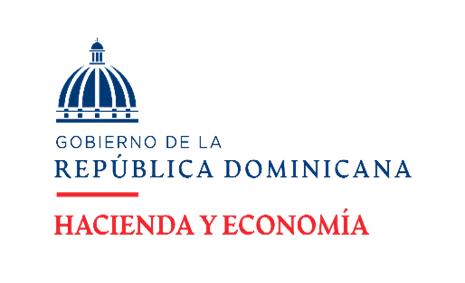 GOBIERNO DE LA
REPÚBLICA DOMINICANA
HACIENDA Y ECONOMÍA